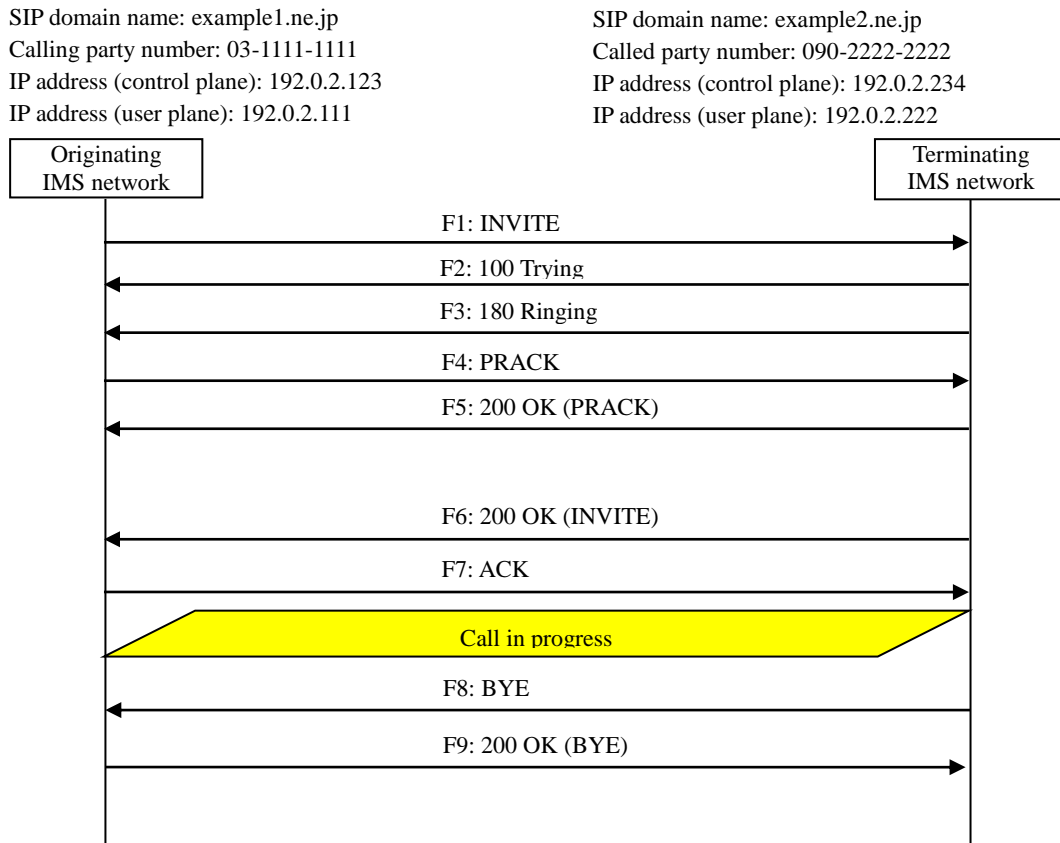 SIP domain name: example1.ne.jp
Calling party number: 03-1111-1111
IP address (control plane): 192.0.2.123
IP address (user plane): 192.0.2.111
SIP domain name: example2.ne.jp
Called party number: 090-2222-2222
IP address (control plane): 192.0.2.234
IP address (user plane): 192.0.2.222
Originating
IMS network
Terminating
IMS network
F1: INVITE
F2: 100 Trying
F3: 180 Ringing
F4: PRACK
F5: 200 OK (PRACK)
F6: 200 OK (INVITE)
F7: ACK
Call in progress
F8: BYE
F9: 200 OK (BYE)